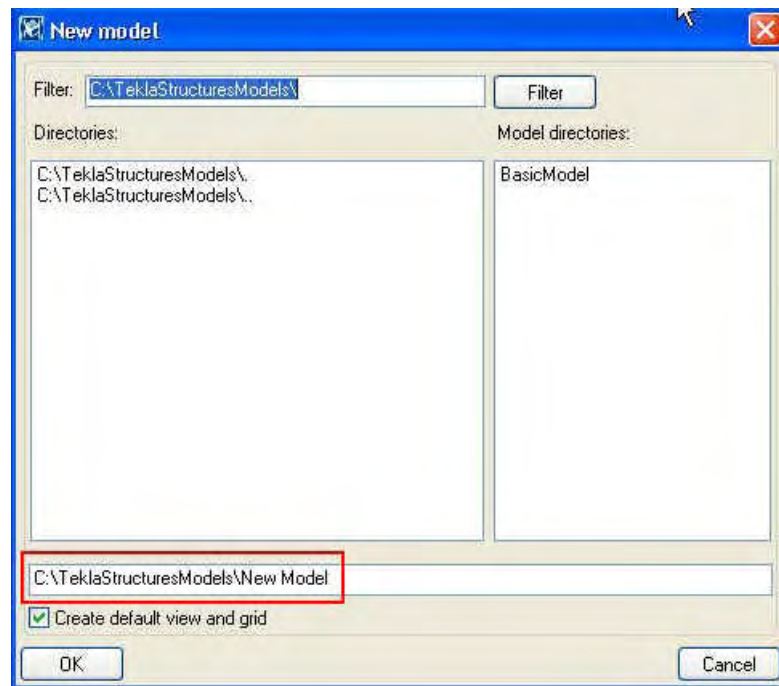 New model
Filter: C:\TeklaStructuresModels\ Filter
Directories: Model directories:
C:\TeklaStructuresModels\. BasicModel
C:\TeklaStructuresModels\..
C:\TeklaStructuresModels\New Model
Create default view and grid
OK Cancel